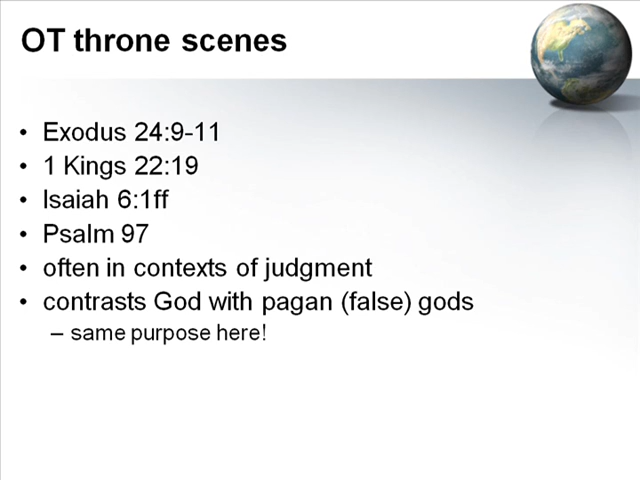 OT throne scenes
• Exodus 24:9-11
• 1 Kings 22:19
• Isaiah 6:1ff
• Psalm 97
• often in contexts of judgment
• contrasts God with pagan (false) gods
– same purpose here!